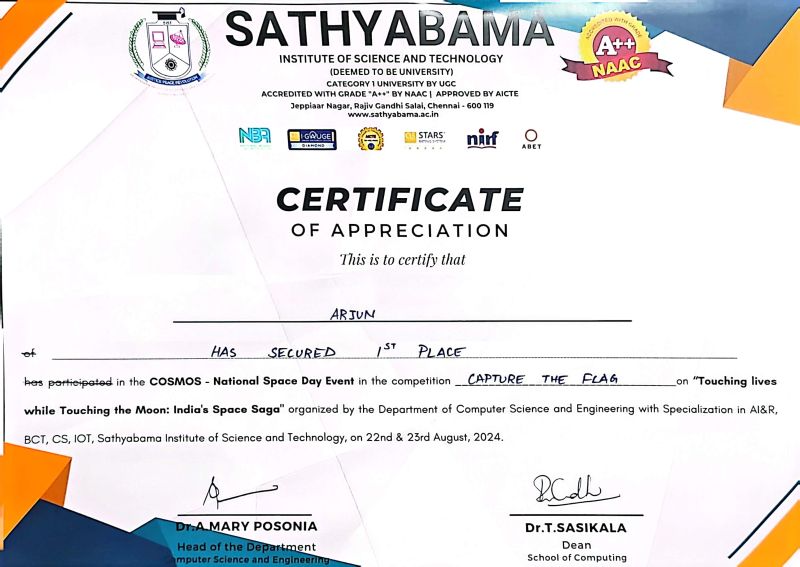 SATHYABAMA
INSTITUTE OF SCIENCE AND TECHNOLOGY
(DEEMED TO BE UNIVERSITY)
CATEGORY 1 UNIVERSITY BY UGC
ACCREDITED WITH GRADE "A++" BY NAAC | APPROVED BY AICTE
Jeppiaar Nagar, Rajiv Gandhi Salai, Chennai - 600 119
www.sathyabama.ac.in
ACCREDITED WITH GRADE
A++
NAAC
NBA
GAUGE
DIAMOND
STARS
nirf
ABET
CERTIFICATE
OF APPRECIATION
This is to certify that
ARJUN
of HAS SECURED 1ST PLACE
has participated in the COSMOS - National Space Day Event in the competition CAPTURE THE FLAG on "Touching lives
while Touching the Moon: India's Space Saga" organized by the Department of Computer Science and Engineering with Specialization in AI&R,
BCT, CS, IOT, Sathyabama Institute of Science and Technology, on 22nd & 23rd August, 2024.
Dr.A.MARY POSONIA
Head of the Department
Computer Science and Engineering
Dr.T.SASIKALA
Dean
School of Computing